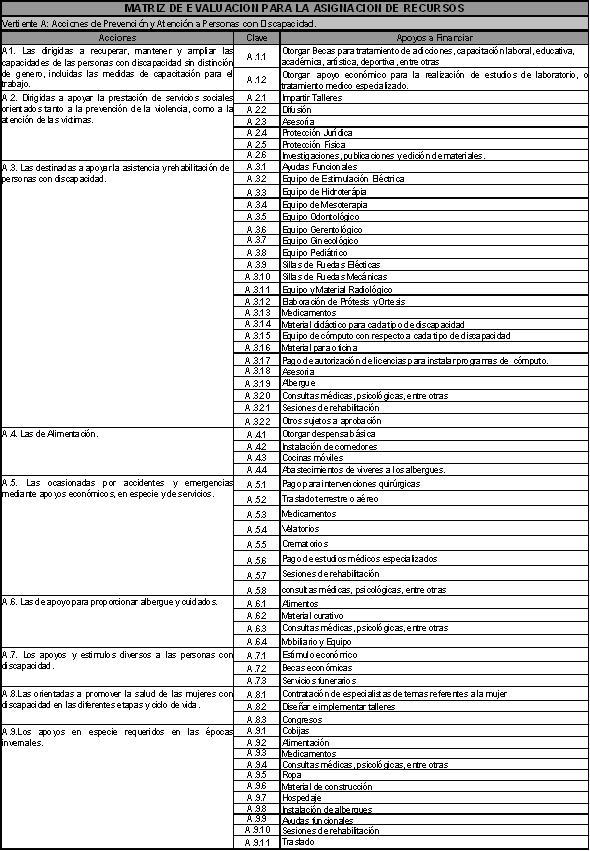 MATRIZ DE EVALUACION PARA LA ASIGNACION DE RECURSOS
Vertiente A: Acciones de Prevención y Atención a Personas con Discapacidad.
Acciones Clave Apoyos a Financiar
A1. Las dirigidas a recuperar, mantener y ampliar las capacidades de las personas con discapacidad sin distinción de genero, incluidas las medidas de capacitación para el trabajo.
A.1.1 Otorgar Becas para tratamiento de adicciones, capacitación laboral, educativa, académica, artística, deportiva, entre otras
A.1.2 Otorgar apoyo económico para la realización de estudios de laboratorio, o tratamiento medico especializado.
A.2. Dirigidas a apoyar la prestación de servicios sociales orientados tanto a la prevención de la violencia, como a la atención de las victimas.
A.2.1 Impartir Talleres
A.2.2 Difusión
A.2.3 Asesoría
A.2.4 Protección Jurídica
A.2.5 Protección Física
A.2.6 Investigaciones, publicaciones y edición de materiales.
A.3. Las destinadas a apoyar la asistencia y rehabilitación de personas con discapacidad.
A.3.1 Ayudas Funcionales
A.3.2 Equipo de Estimulación Eléctrica
A.3.3 Equipo de Hidroterápia
A.3.4 Equipo de Mesoterapia
A.3.5 Equipo Odontológico
A.3.6 Equipo Gerontológico
A.3.7 Equipo Ginecológico
A.3.8 Equipo Pediátrico
A.3.9 Sillas de Ruedas Elécticas
A.3.10 Sillas de Ruedas Mecánicas
A.3.11 Equipo y Material Radiológico
A.3.12 Elaboración de Prótesis y Ortesis
A.3.13 Medicamentos
A.3.14 Material didáctico para cada tipo de discapacidad
A.3.15 Equipo de cómputo con respecto a cada tipo de discapacidad
A.3.16 Material para oficina
A.3.17 Pago de autorización de licencias para instalar programas de cómputo.
A.3.18 Asesoria
A.3.19 Albergue
A.3.20 Consultas médicas, psicológicas, entre otras
A.3.21 Sesiones de rehabilitación
A.3.22 Otros sujetos a aprobación
A.4. Las de Alimentación.
A.4.1 Otorgar despensa básica
A.4.2 Instalación de comedores
A.4.3 Cocinas móviles
A.4.4 Abastecimientos de viveres a los albergues.
A.5. Las ocasionadas por accidentes y emergencias mediante apoyos económicos, en especie y de servicios.
A.5.1 Pago para intervenciones quirúrgicas
A.5.2 Traslado terrestre o aéreo
A.5.3 Medicamentos
A.5.4 Velatorios
A.5.5 Crematorios
A.5.6 Pago de estudios médicos especializados
A.5.7 Sesiones de rehabilitación
A.5.8 consultas médicas, psicológicas, entre otras
A.6. Las de apoyo para proporcionar albergue y cuidados.
A.6.1 Alimentos
A.6.2 Material curativo
A.6.3 Consultas médicas, psicológicas, entre otras
A.6.4 Mobiliario y Equipo
A.7. Los apoyos y estimulos diversos a las personas con discapacidad.
A.7.1 Estimulo económico
A.7.2 Becas económicas
A.7.3 Servicios funerarios
A.8.Las orientadas a promover la salud de las mujeres con discapacidad en las diferentes etapas y ciclo de vida.
A.8.1 Contratación de especialistas de temas referentes a la mujer
A.8.2 Diseñar e implementar talleres
A.8.3 Congresos
A.9.Los apoyos en especie requeridos en las épocas invernales.
A.9.1 Cobijas
A.9.2 Alimentación
A.9.3 Medicamentos
A.9.4 Consultas médicas, psicológicas, entre otras
A.9.5 Ropa
A.9.6 Material de construcción
A.9.7 Hospedaje
A.9.8 Instalación de albergues
A.9.9 Ayudas funcionales
A.9.10 Sesiones de rehabilitación
A.9.11 Traslado